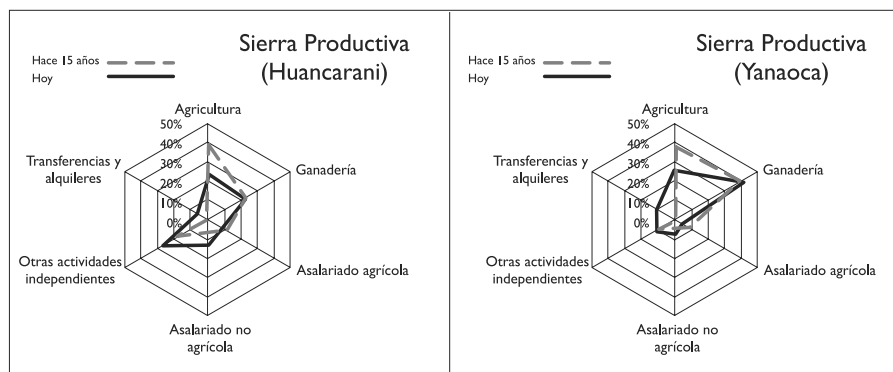 Sierra Productiva
(Huancarani)
Hace 15 años
Hoy
Agricultura
50%
40%
30%
20%
10%
0%
Transferencias y
alquileres
Ganadería
Otras actividades
independientes
Asalariado agrícola
Asalariado no
agrícola
Sierra Productiva
(Yanaoca)
Hace 15 años
Hoy
Agricultura
50%
40%
30%
20%
10%
0%
Transferencias y
alquileres
Ganadería
Otras actividades
independientes
Asalariado agrícola
Asalariado no
agrícola